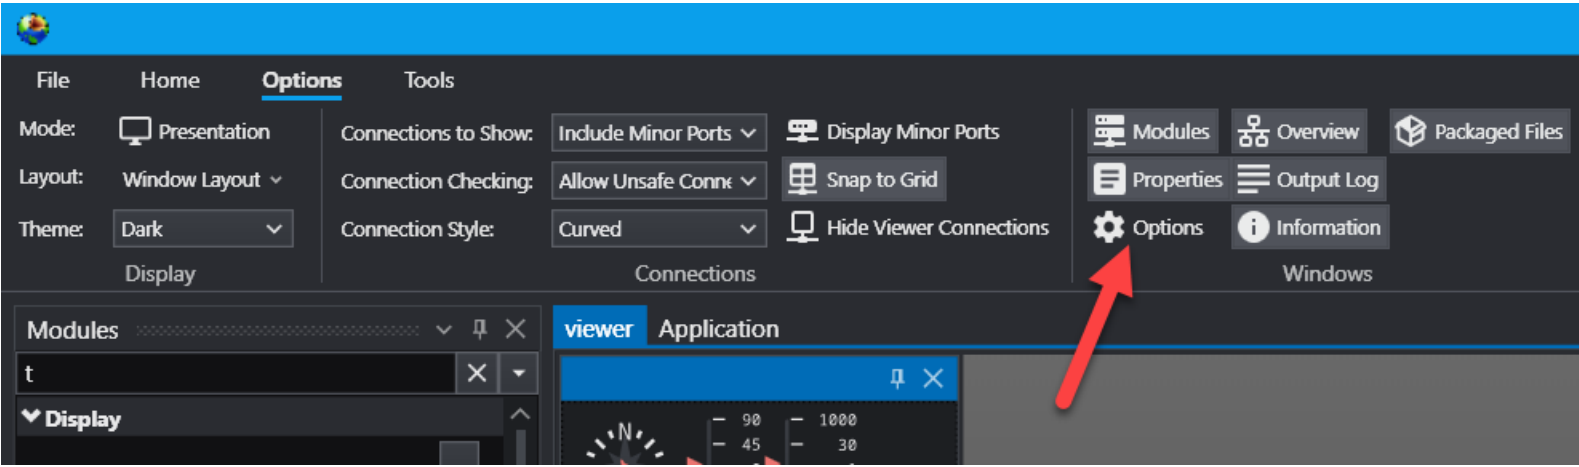 File Home Options Tools
Mode: Presentation Connections to Show: Include Minor Ports Display Minor Ports Modules Overview Packaged Files
Layout: Window Layout Connection Checking: Allow Unsafe Snap to Grid Properties Output Log
Theme: Dark Connection Style: Curved Hide Viewer Connections Options Information
Display Connections Windows
Modules viewer Application
t
Display
N 90 1000
45 30